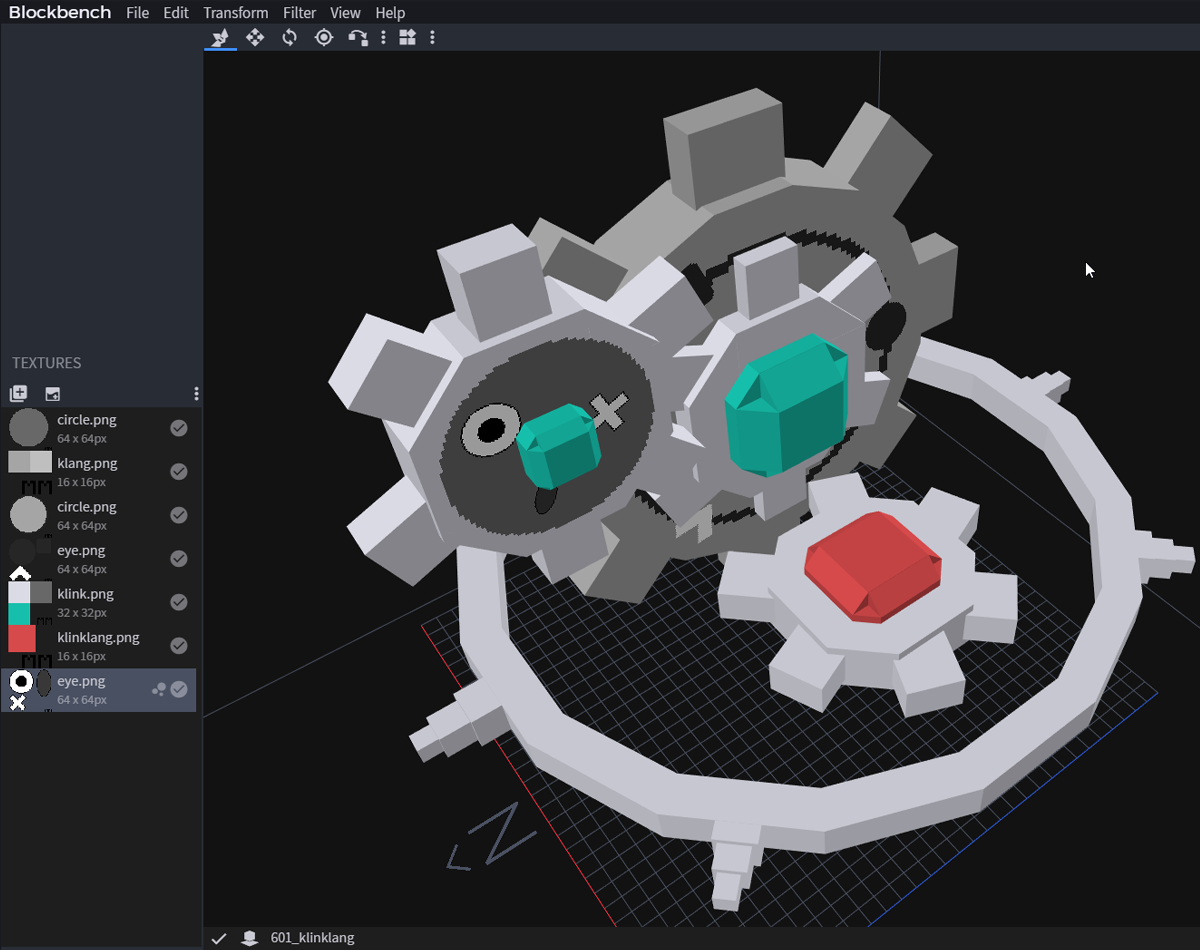 Blockbench File Edit Transform Filter View Help
TEXTURES
circle.png
64 x 64px
klang.png
16 x 16px
circle.png
64 x 64px
eye.png
64 x 64px
klink.png
32 x 32px
klinklang.png
16 x 16px
eye.png
64 x 64px
N
601_klinklang